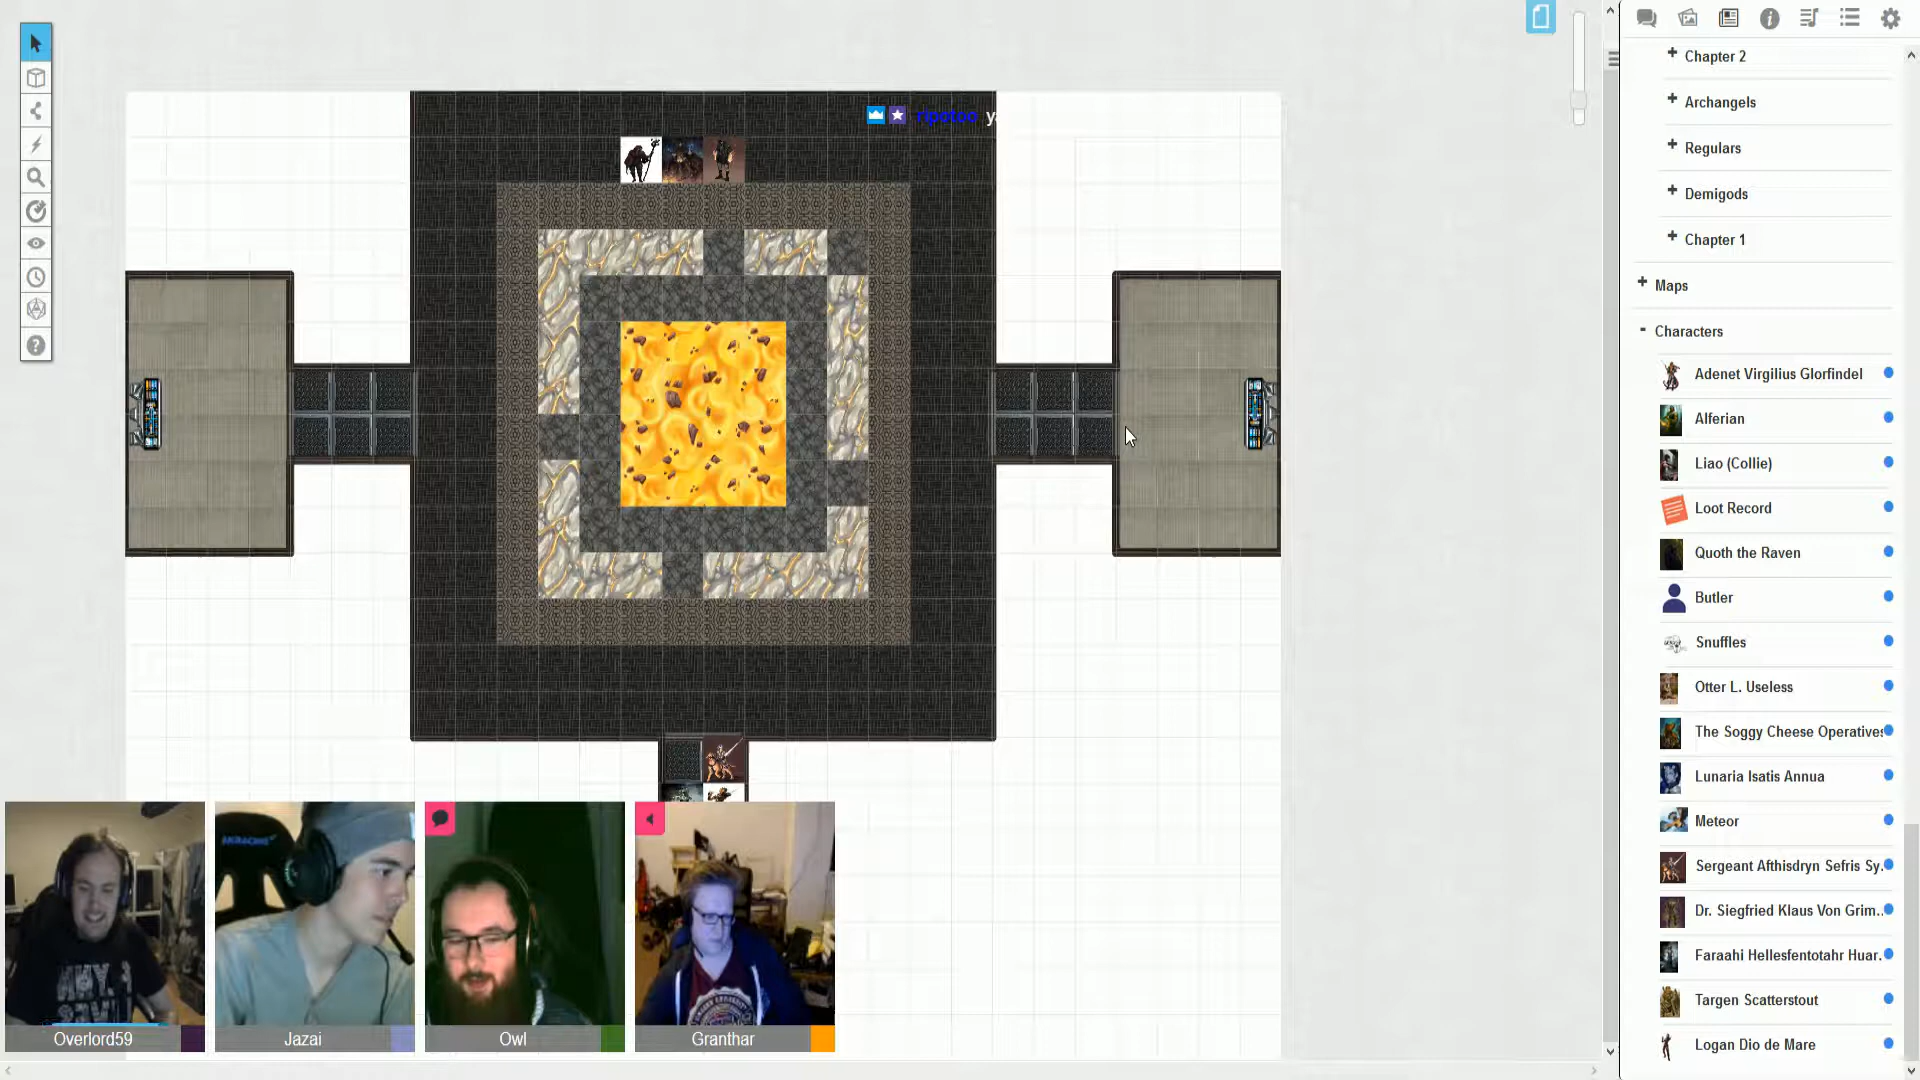 ripotoo y
Chapter 2
Archangels
Regulars
Demigods
Chapter 1
Maps
Characters
Adenet Virgilius Glorfindel
Alferian
Liao (Collie)
Loot Record
Quoth the Raven
Butler
Snuffles
Otter L. Useless
The Soggy Cheese Operatives
Lunaria Isatis Annua
Meteor
Sergeant Afthisdryn Sefris Sy..
Dr. Siegfried Klaus Von Grim..
Faraahi Hellesfentotahr Huar.
Targen Scatterstout
Logan Dio de Mare
Overlord59
Jazai
Owl
Granthar